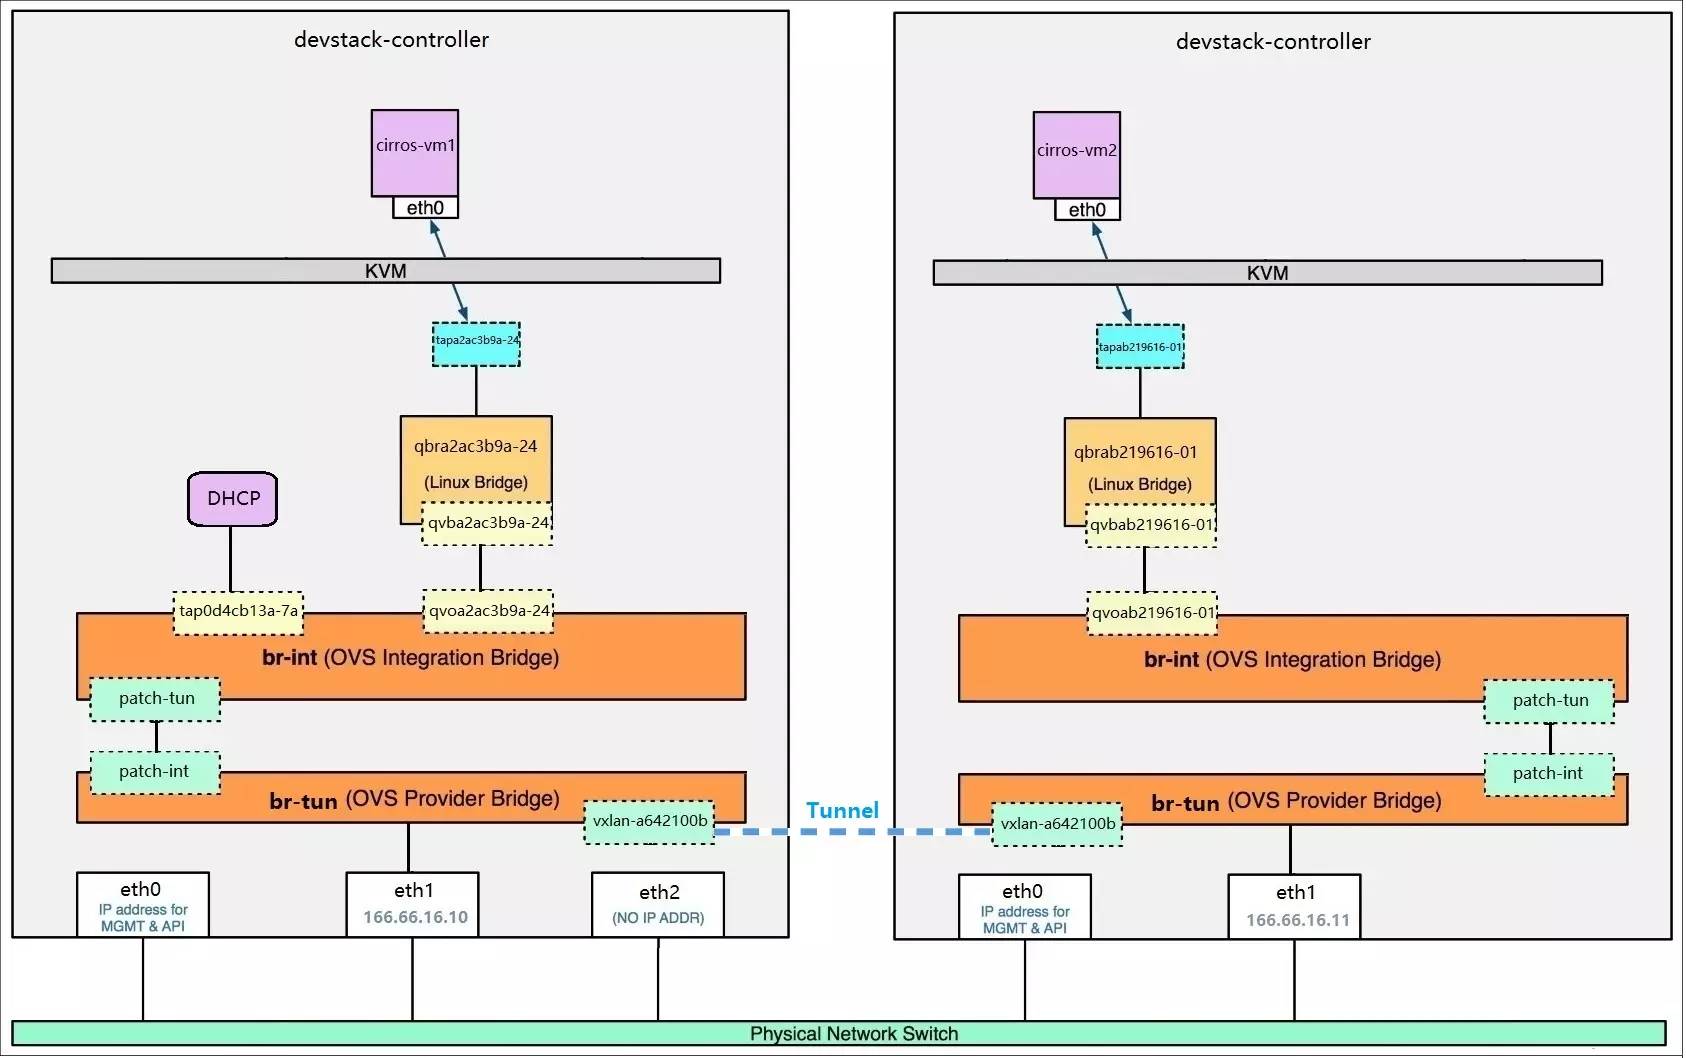 devstack-controller
cirros-vm1
eth0
KVM
tapa2ac3b9a-24
qbra2ac3b9a-24
(Linux Bridge)
qvba2ac3b9a-24
DHCP
tap0d4cb13a-7a
qvoa2ac3b9a-24
br-int (OVS Integration Bridge)
patch-tun
patch-int
br-tun (OVS Provider Bridge)
vxlan-a642100b
eth0
IP address for
MGMT & API
eth1
166.66.16.10
eth2
(NO IP ADDR)
Tunnel
devstack-controller
cirros-vm2
eth0
KVM
tapab219616-01
qbrab219616-01
(Linux Bridge)
qvbab219616-01
qvoab219616-01
br-int (OVS Integration Bridge)
patch-tun
patch-int
br-tun (OVS Provider Bridge)
vxlan-a642100b
eth0
IP address for
MGMT & API
eth1
166.66.16.11
Physical Network Switch